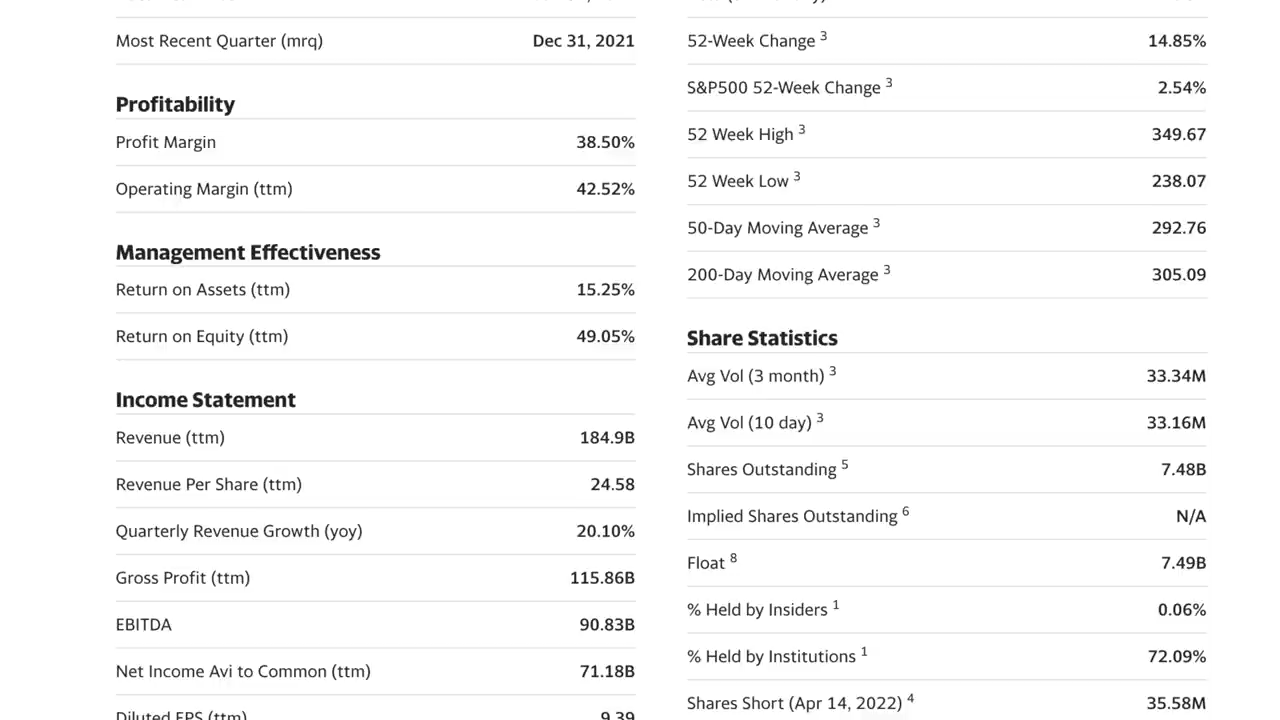 Most Recent Quarter (mrq) Dec 31, 2021
Profitability
Profit Margin 38.50%
Operating Margin (ttm) 42.52%
Management Effectiveness
Return on Assets (ttm) 15.25%
Return on Equity (ttm) 49.05%
Income Statement
Revenue (ttm) 184.9B
Revenue Per Share (ttm) 24.58
Quarterly Revenue Growth (yoy) 20.10%
Gross Profit (ttm) 115.86B
EBITDA 90.83B
Net Income Avi to Common (ttm) 71.18B
Diluted EPS (ttm) 9.39
52-Week Change 3 14.85%
S&P500 52-Week Change 3 2.54%
52 Week High 3 349.67
52 Week Low 3 238.07
50-Day Moving Average 3 292.76
200-Day Moving Average 3 305.09
Share Statistics
Avg Vol (3 month) 3 33.34M
Avg Vol (10 day) 3 33.16M
Shares Outstanding 5 7.48B
Implied Shares Outstanding 6 N/A
Float 8 7.49B
% Held by Insiders 1 0.06%
% Held by Institutions 1 72.09%
Shares Short (Apr 14, 2022) 4 35.58M